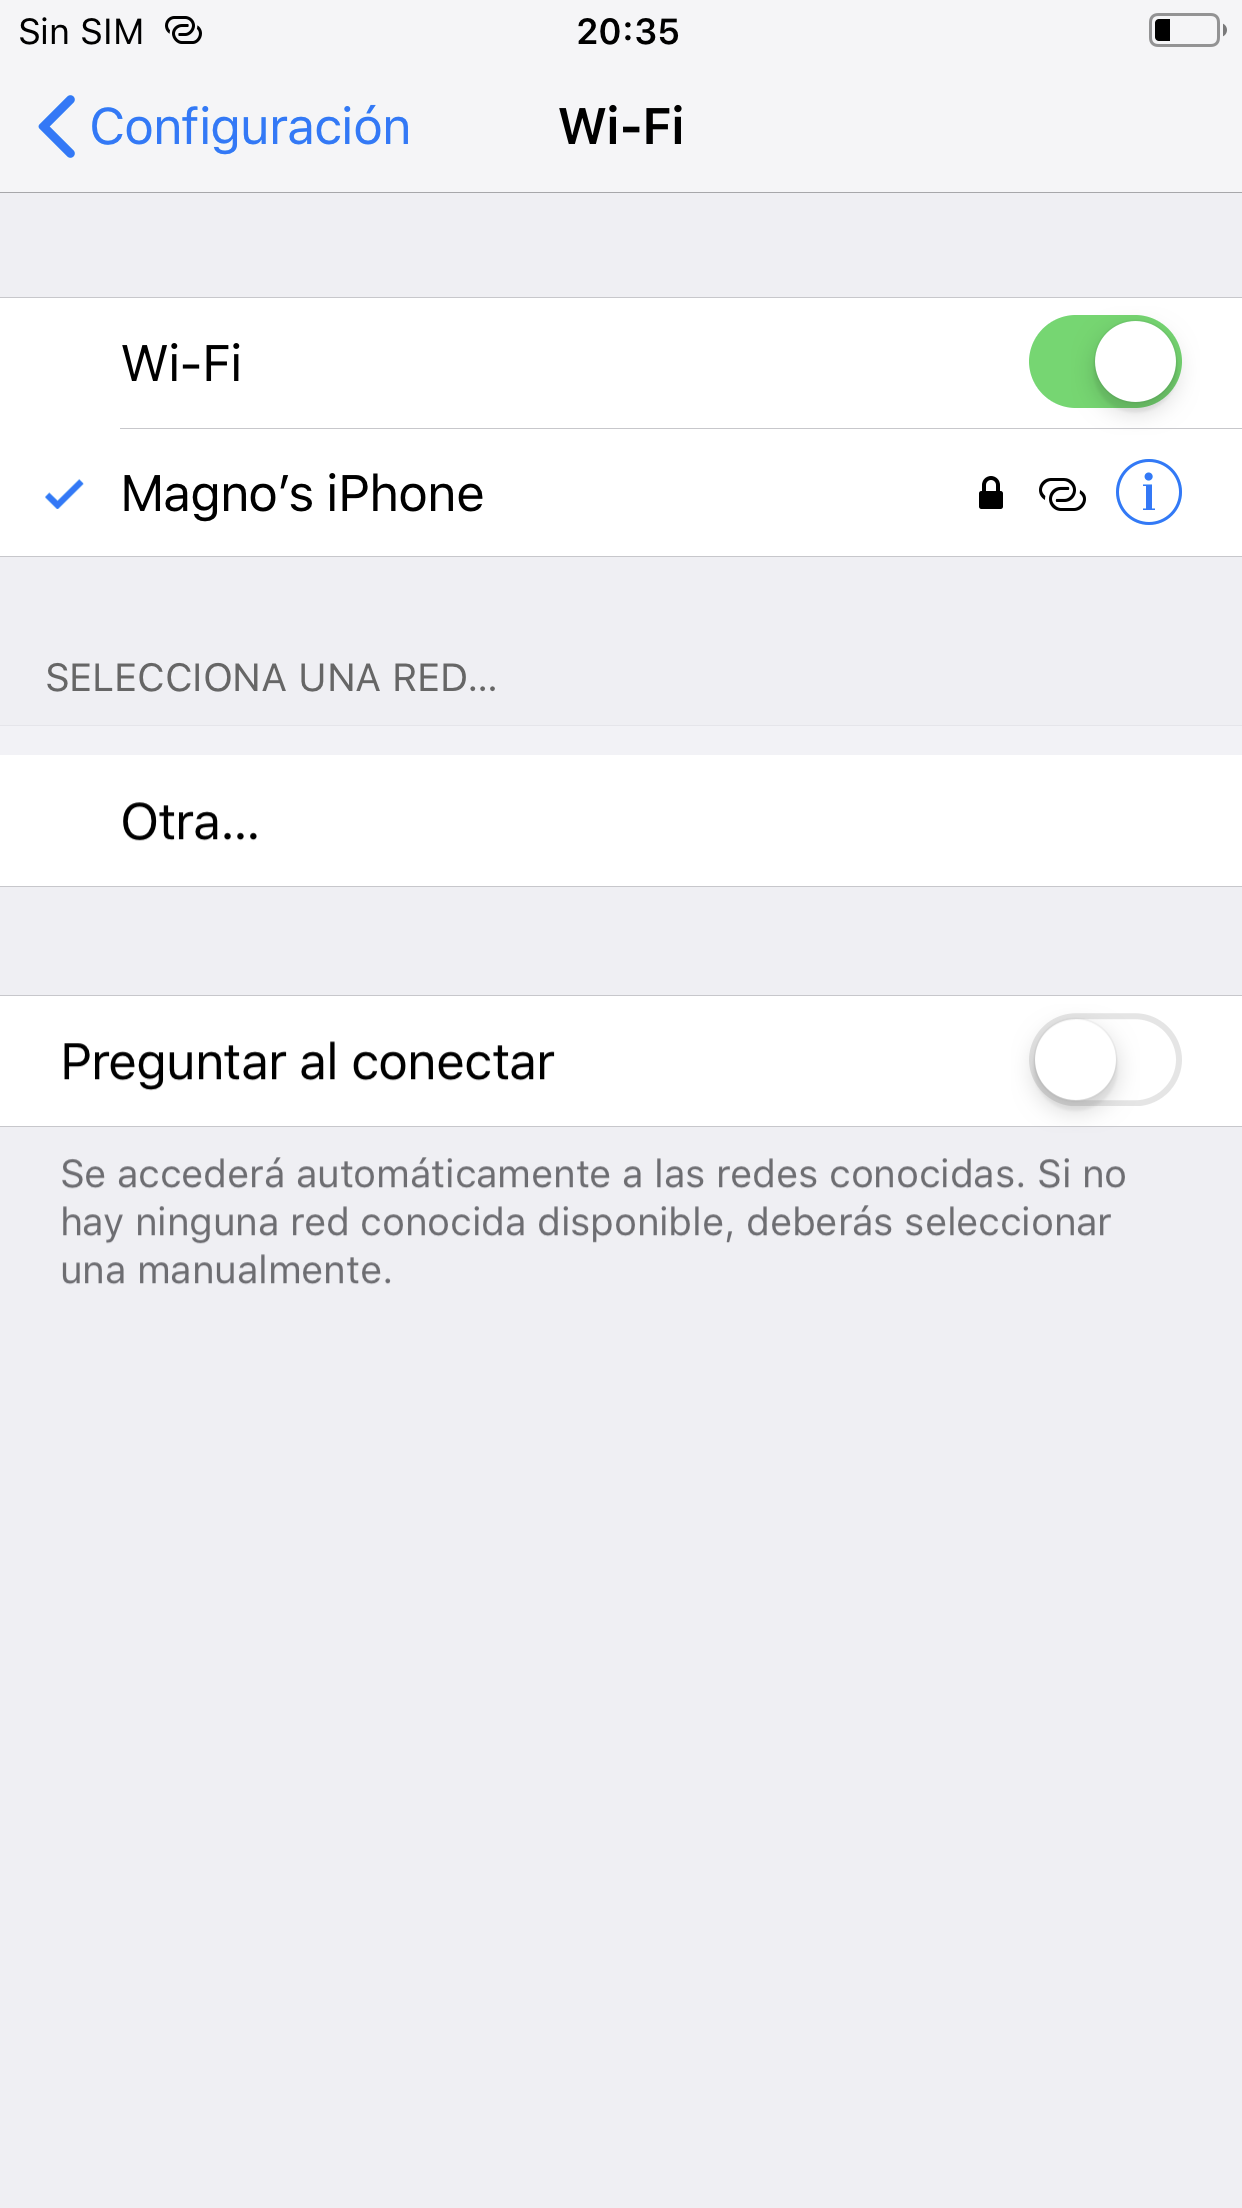 Sin SIM 20:35
Configuración Wi-Fi
Wi-Fi
Magno’s iPhone
SELECCIONA UNA RED...
Otra...
Preguntar al conectar
Se accederá automáticamente a las redes conocidas. Si no
hay ninguna red conocida disponible, deberás seleccionar
una manualmente.